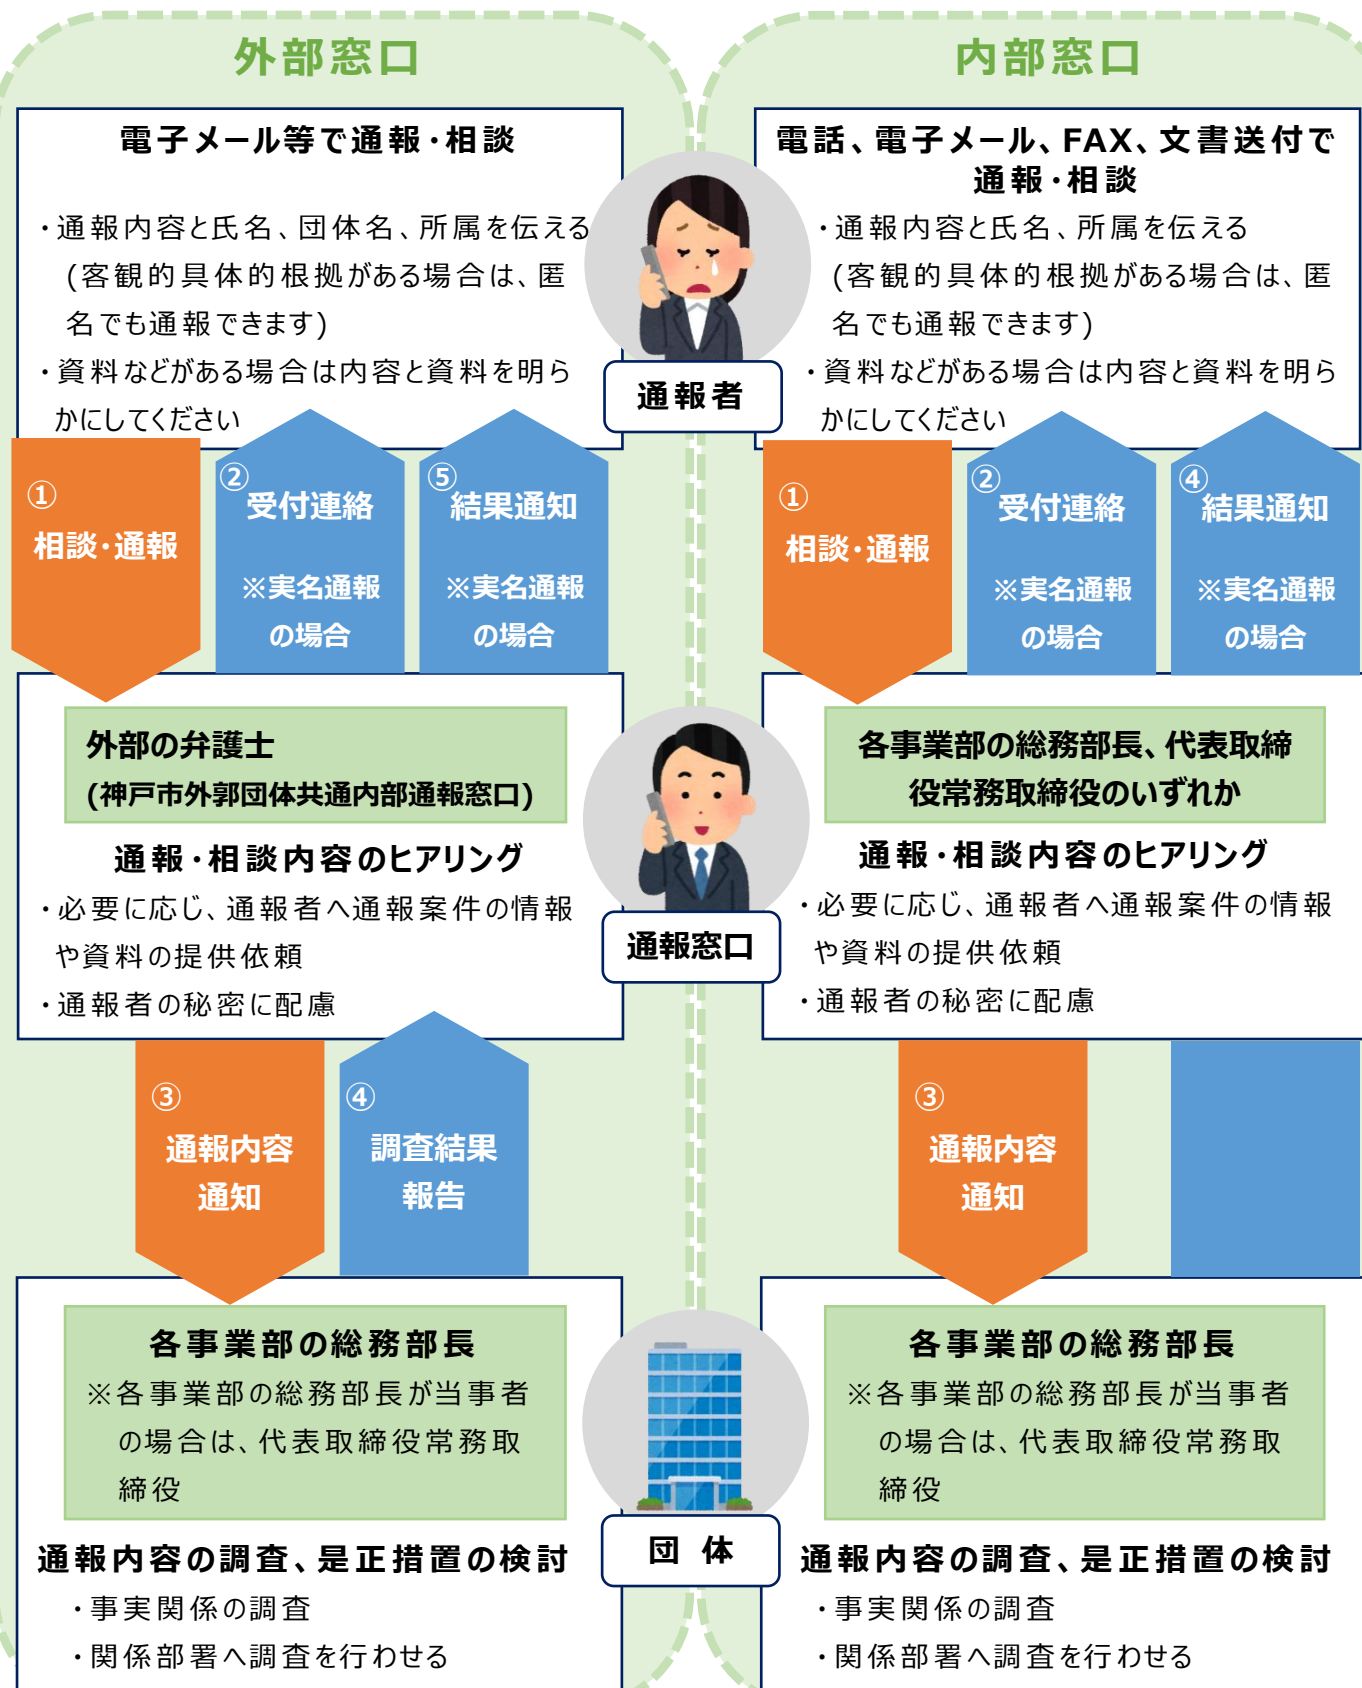 外部窓口
電子メール等で通報・相談
・通報内容と氏名、団体名、所属を伝える
(客観的具体的根拠がある場合は、匿
名でも通報できます)
・資料などがある場合は内容と資料を明ら
かにしてください
①
相談・通報
②
受付連絡
※実名通報
の場合
⑤
結果通知
※実名通報
の場合
外部の弁護士
(神戸市外郭団体共通内部通報窓口)
通報・相談内容のヒアリング
・必要に応じ、通報者へ通報案件の情報
や資料の提供依頼
・通報者の秘密に配慮
③
通報内容
通知
④
調査結果
報告
各事業部の総務部長
※各事業部の総務部長が当事者
の場合は、代表取締役常務取
締役
通報内容の調査、是正措置の検討
・事実関係の調査
・関係部署へ調査を行わせる
通報者
通報窓口
団 体
内部窓口
電話、電子メール、FAX、文書送付で
通報・相談
・通報内容と氏名、所属を伝える
(客観的具体的根拠がある場合は、匿
名でも通報できます)
・資料などがある場合は内容と資料を明ら
かにしてください
①
相談・通報
②
受付連絡
※実名通報
の場合
④
結果通知
※実名通報
の場合
各事業部の総務部長、代表取締
役常務取締役のいずれか
通報・相談内容のヒアリング
・必要に応じ、通報者へ通報案件の情報
や資料の提供依頼
・通報者の秘密に配慮
③
通報内容
通知
各事業部の総務部長
※各事業部の総務部長が当事者
の場合は、代表取締役常務取
締役
通報内容の調査、是正措置の検討
・事実関係の調査
・関係部署へ調査を行わせる